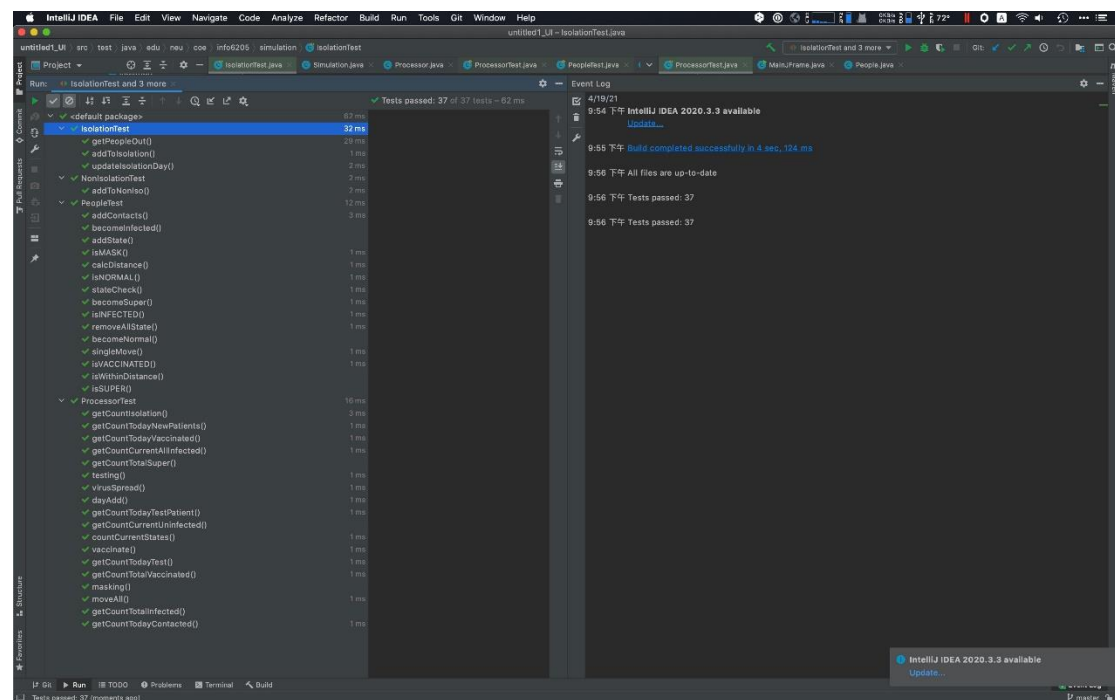 IntelliJ IDEA File Edit View Navigate Code Analyze Refactor Build Run Tools Git Window Help
72°
untitled1_UI – IsolationTest.java
untitled1_UI src test java edu neu coe info6205 simulation IsolationTest
IsolationTest and 3 more
Git:
Project
IsolationTest.java Simulation.java Processor.java ProcessorTest.java PeopleTest.java ProcessorTest.java MainJFrame.java People.java
Run: IsolationTest and 3 more
Tests passed: 37 of 37 tests – 62 ms
<default package> 62 ms
IsolationTest 32 ms
getPeopleOut() 29 ms
addToIsolation() 1 ms
updateIsolationDay() 2 ms
NonIsolationTest 2 ms
addToNonIso() 2 ms
PeopleTest 12 ms
addContacts() 3 ms
becomeInfected()
addState()
isMASK() 1 ms
calcDistance() 1 ms
isNORMAL() 1 ms
stateCheck() 1 ms
becomeSuper() 1 ms
isINFECTED() 1 ms
removeAllState() 1 ms
becomeNormal()
singleMove() 1 ms
isVACCINATED() 1 ms
isWithinDistance()
isSUPER()
ProcessorTest 16 ms
getCountIsolation() 3 ms
getCountTodayNewPatients() 1 ms
getCountTodayVaccinated() 1 ms
getCountCurrentAllInfected() 1 ms
getCountTotalSuper()
testing() 1 ms
virusSpread() 1 ms
dayAdd() 1 ms
getCountTodayTestPatient() 1 ms
getCountCurrentUninfected()
countCurrentStates() 1 ms
vaccinate() 1 ms
getCountTodayTest() 1 ms
getCountTotalVaccinated() 1 ms
masking()
moveAll() 1 ms
getCountTotalInfected()
getCountTodayContacted() 1 ms
Event Log
4/19/21
9:54 下午 IntelliJ IDEA 2020.3.3 available
Update...
9:55 下午 Build completed successfully in 4 sec, 124 ms
9:56 下午 All files are up-to-date
9:56 下午 Tests passed: 37
9:56 下午 Tests passed: 37
Project
Commit
Pull Requests
Structure
Favorites
IntelliJ IDEA 2020.3.3 available
Update...
Git Run TODO Problems Terminal Build
Tests passed: 37 (moments ago)
master